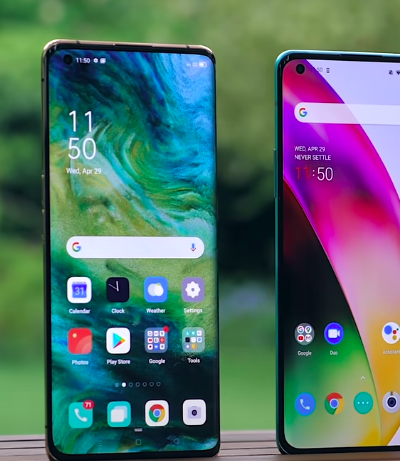 11:50
11
50
Wed, Apr 29
G
31
Calendar
Clock
Weather
Settings
Photos
Play Store
Google
Tools
71
G
WED, APR 29
NEVER SETTLE
11:50
Google
Duo